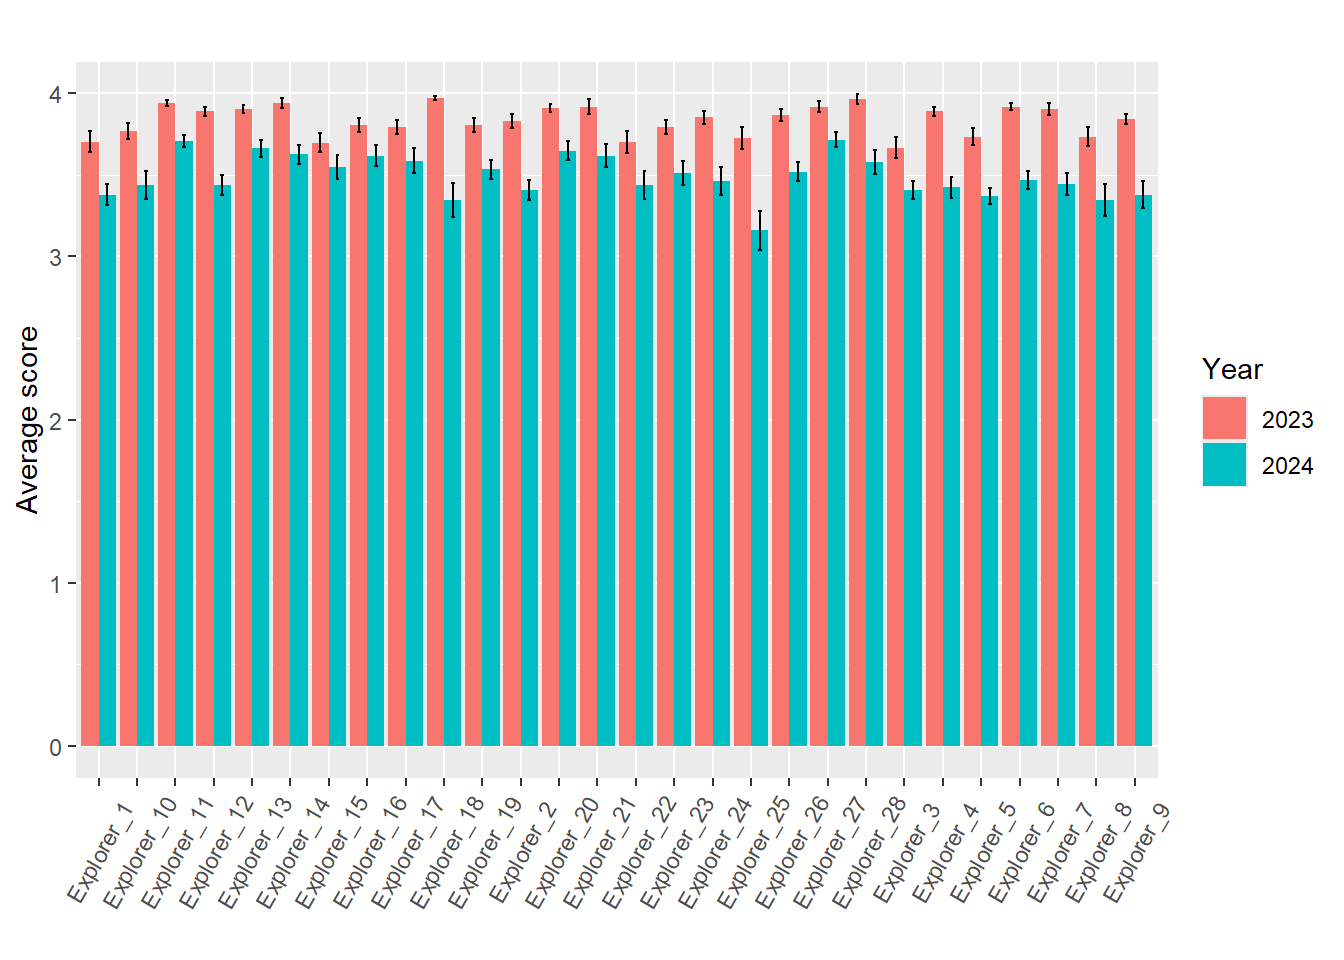 Average score
4
3
2
1
0
Explorer_1
Explorer_10
Explorer_11
Explorer_12
Explorer_13
Explorer_14
Explorer_15
Explorer_16
Explorer_17
Explorer_18
Explorer_19
Explorer_2
Explorer_20
Explorer_21
Explorer_22
Explorer_23
Explorer_24
Explorer_25
Explorer_26
Explorer_27
Explorer_28
Explorer_3
Explorer_4
Explorer_5
Explorer_6
Explorer_7
Explorer_8
Explorer_9
Year
2023
2024